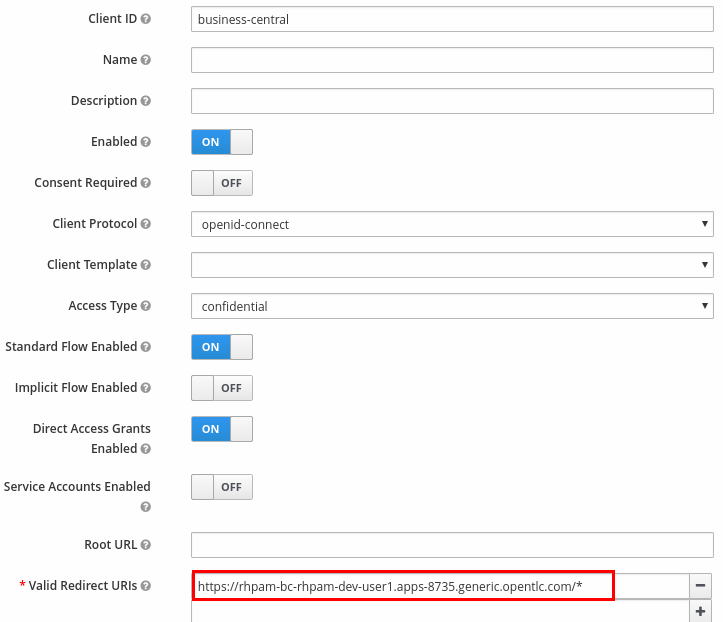 Client ID business-central
Name
Description
Enabled ON
Consent Required OFF
Client Protocol openid-connect
Client Template
Access Type confidential
Standard Flow Enabled ON
Implicit Flow Enabled OFF
Direct Access Grants
Enabled ON
Service Accounts Enabled OFF
Root URL
* Valid Redirect URIs https://rhpam-bc-rhpam-dev-user1.apps-8735.generic.opentlc.com/*